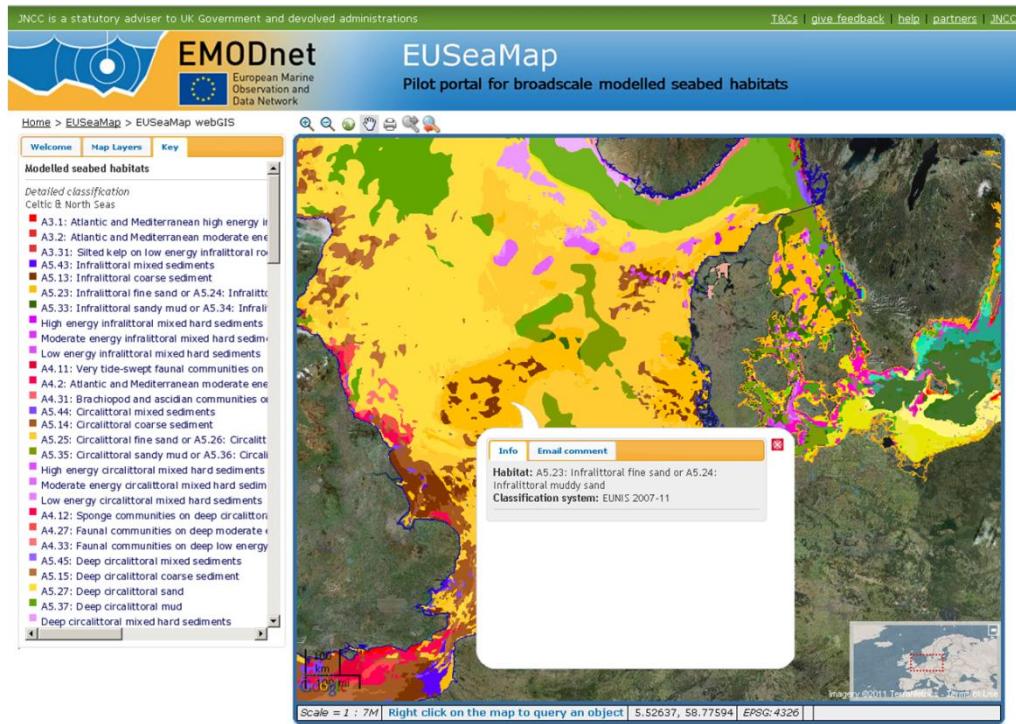 JNCC is a statutory adviser to UK Government and devolved administrations
T&Cs | give feedback | help | partners | JNCC
EMODnet
European Marine
Observation and
Data Network
EUSeaMap
Pilot portal for broadscale modelled seabed habitats
Home > EUSeaMap > EUSeaMap webGIS
Welcome Map Layers Key
Modelled seabed habitats
Detailed classification
Celtic & North Seas
A3.1: Atlantic and Mediterranean high energy
A3.2: Atlantic and Mediterranean moderate ene
A3.31: Silted kelp on low energy infralittoral
A5.43: Infralittoral mixed sediments
A5.13: Infralittoral coarse sediment
A5.23: Infralittoral fine sand or A5.24: Infralitto
A5.33: Infralittoral sandy mud or A5.34: Infrali
High energy infralittoral mixed hard sediments
Moderate energy infralittoral mixed hard sedim
Low energy infralittoral mixed hard sediments
A4.11: Very tide-swept faunal communities on
A4.2: Atlantic and Mediterranean moderate ene
A4.31: Brachiopod and ascidian communities
A5.44: Circalittoral mixed sediments
A5.14: Circalittoral coarse sediment
A5.25: Circalittoral fine sand or A5.26: Circalitt
A5.35: Circalittoral sandy mud or A5.36: Circali
High energy circalittoral mixed hard sediments
Moderate energy circalittoral mixed hard sedim
Low energy circalittoral mixed hard sediments
A4.12: Sponge communities on deep circalittora
A4.27: Faunal communities on deep moderate
A4.33: Faunal communities on deep low energy
A5.45: Deep circalittoral mixed sediments
A5.15: Deep circalittoral coarse sediment
A5.27: Deep circalittoral sand
A5.37: Deep circalittoral mud
Deep circalittoral mixed hard sediments
Info Email comment
Habitat: A5.23: Infralittoral fine sand or A5.24:
Infralittoral muddy sand
Classification system: EUNIS 2007-11
100
km
100 mi
Google
Imagery ©2011 TerraMetrics - Terms of Use
Scale = 1 : 7M Right click on the map to query an object 5.52637, 58.77594 EPSG:4326